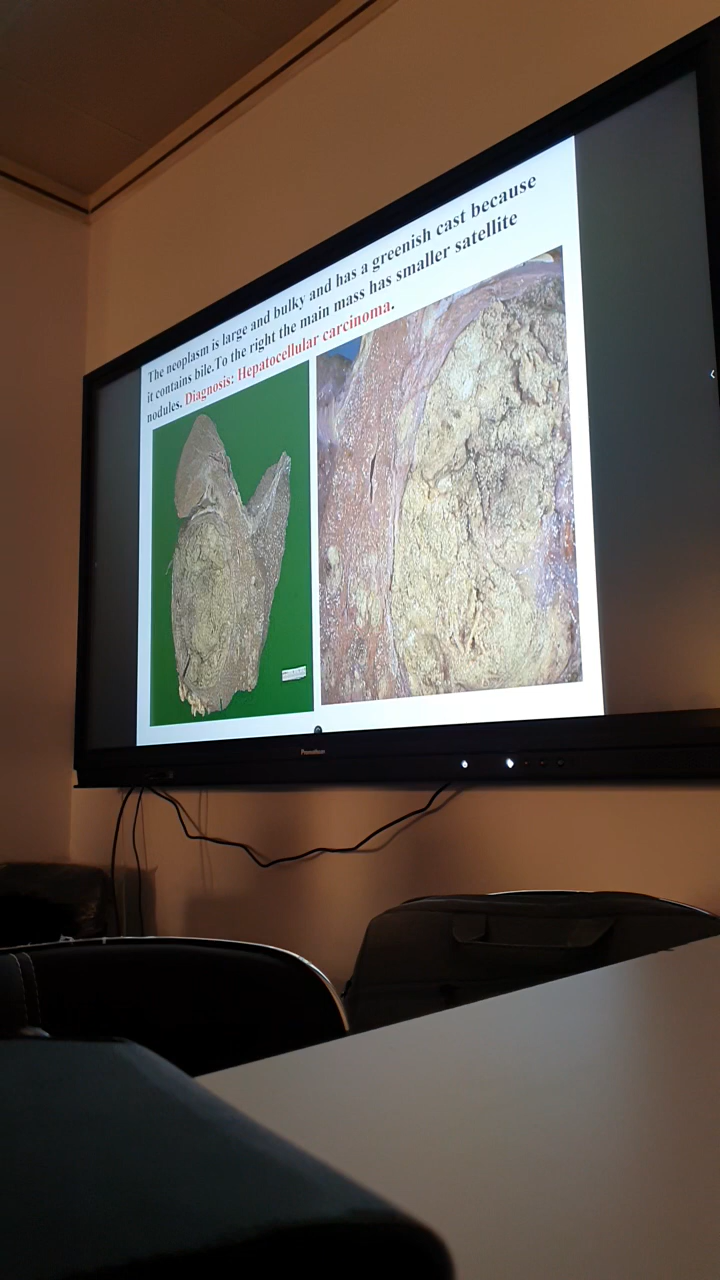 The neoplasm is large and bulky and has a greenish cast because
it contains bile.To the right the main mass has smaller satellite
nodules. Diagnosis: Hepatocellular carcinoma.